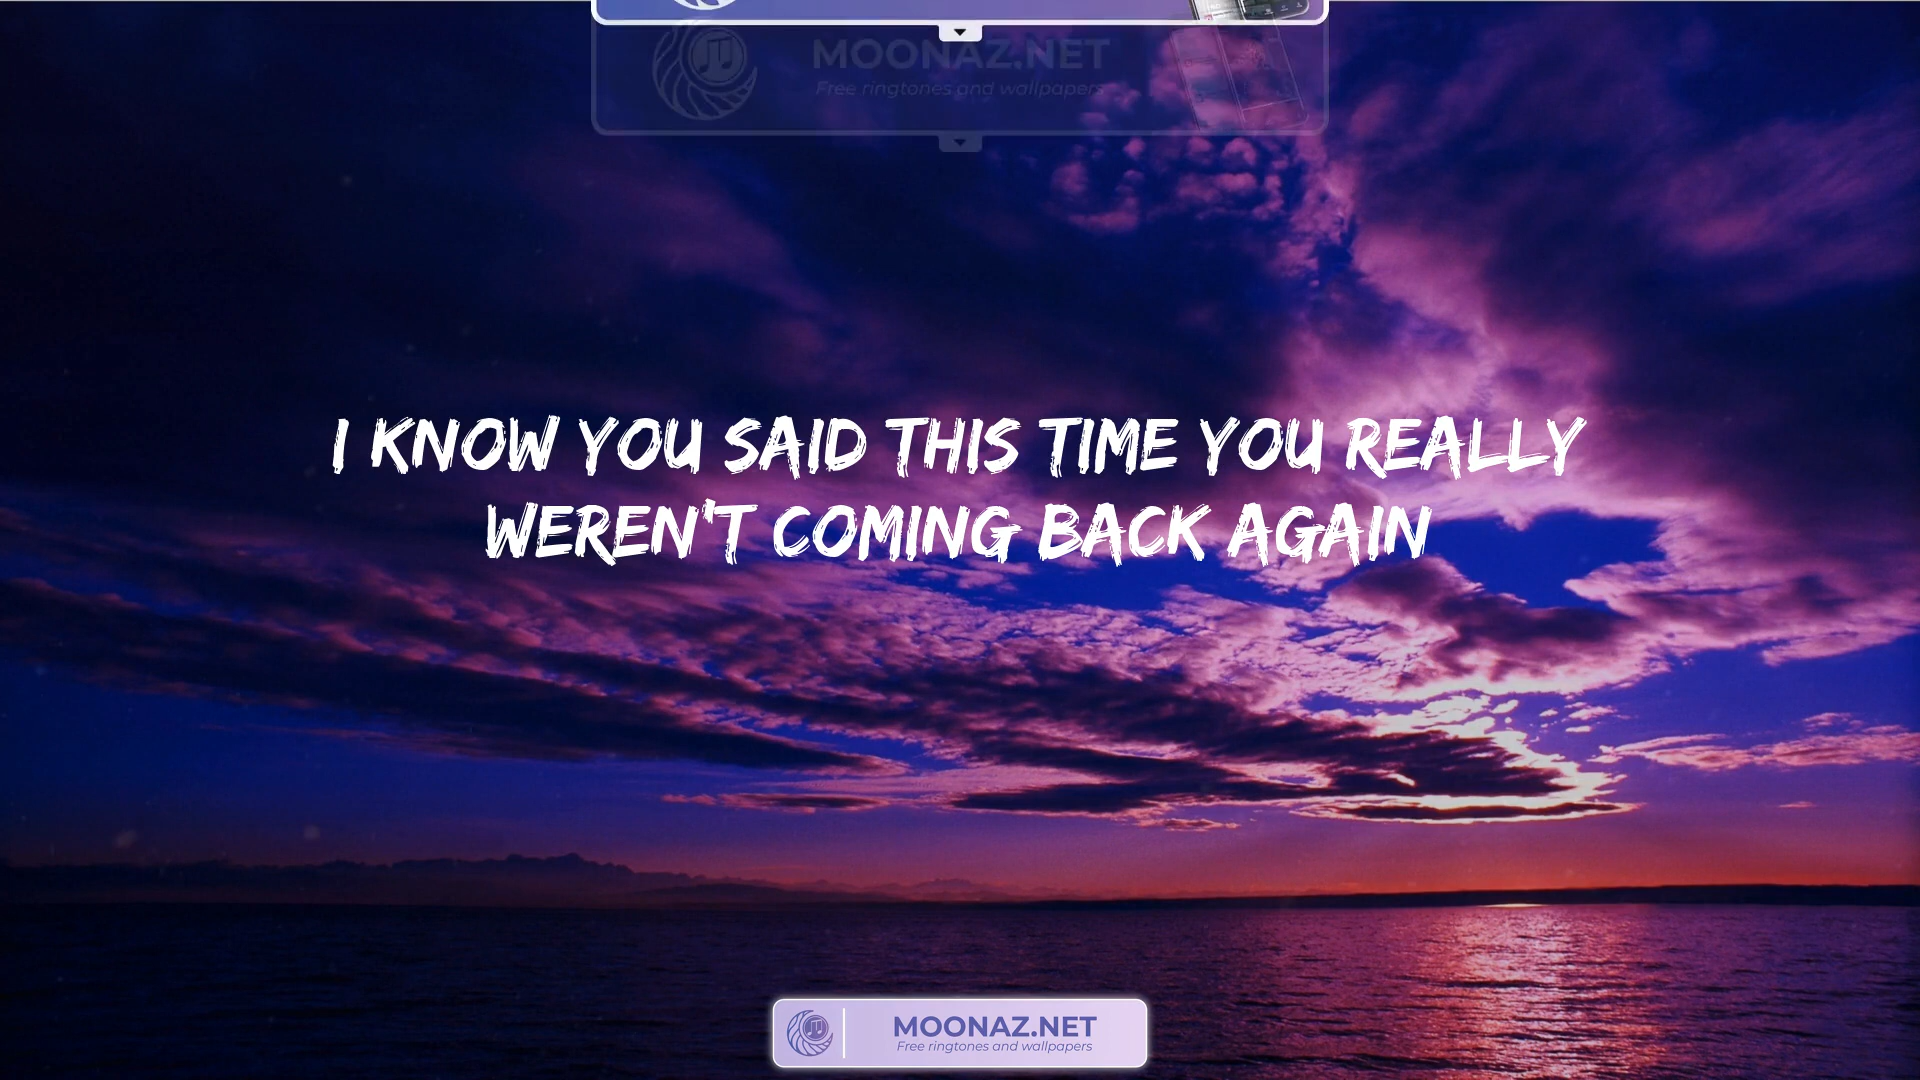 MOONAZ.NET
Free ringtones and wallpapers
I KNOW YOU SAID THIS TIME YOU REALLY
WEREN'T COMING BACK AGAIN
MOONAZ.NET
Free ringtones and wallpapers